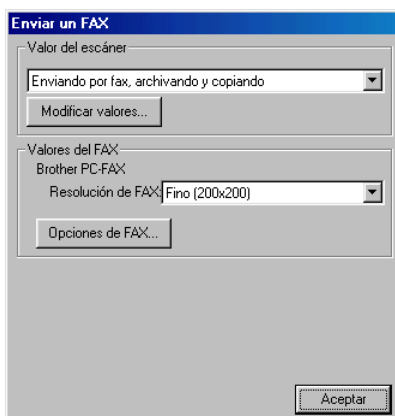 Enviar un FAX
Valor del escáner
Enviando por fax, archivando y copiando
Modificar valores...
Valores del FAX
Brother PC-FAX
Resolución de FAX: Fino (200x200)
Opciones de FAX...
Aceptar